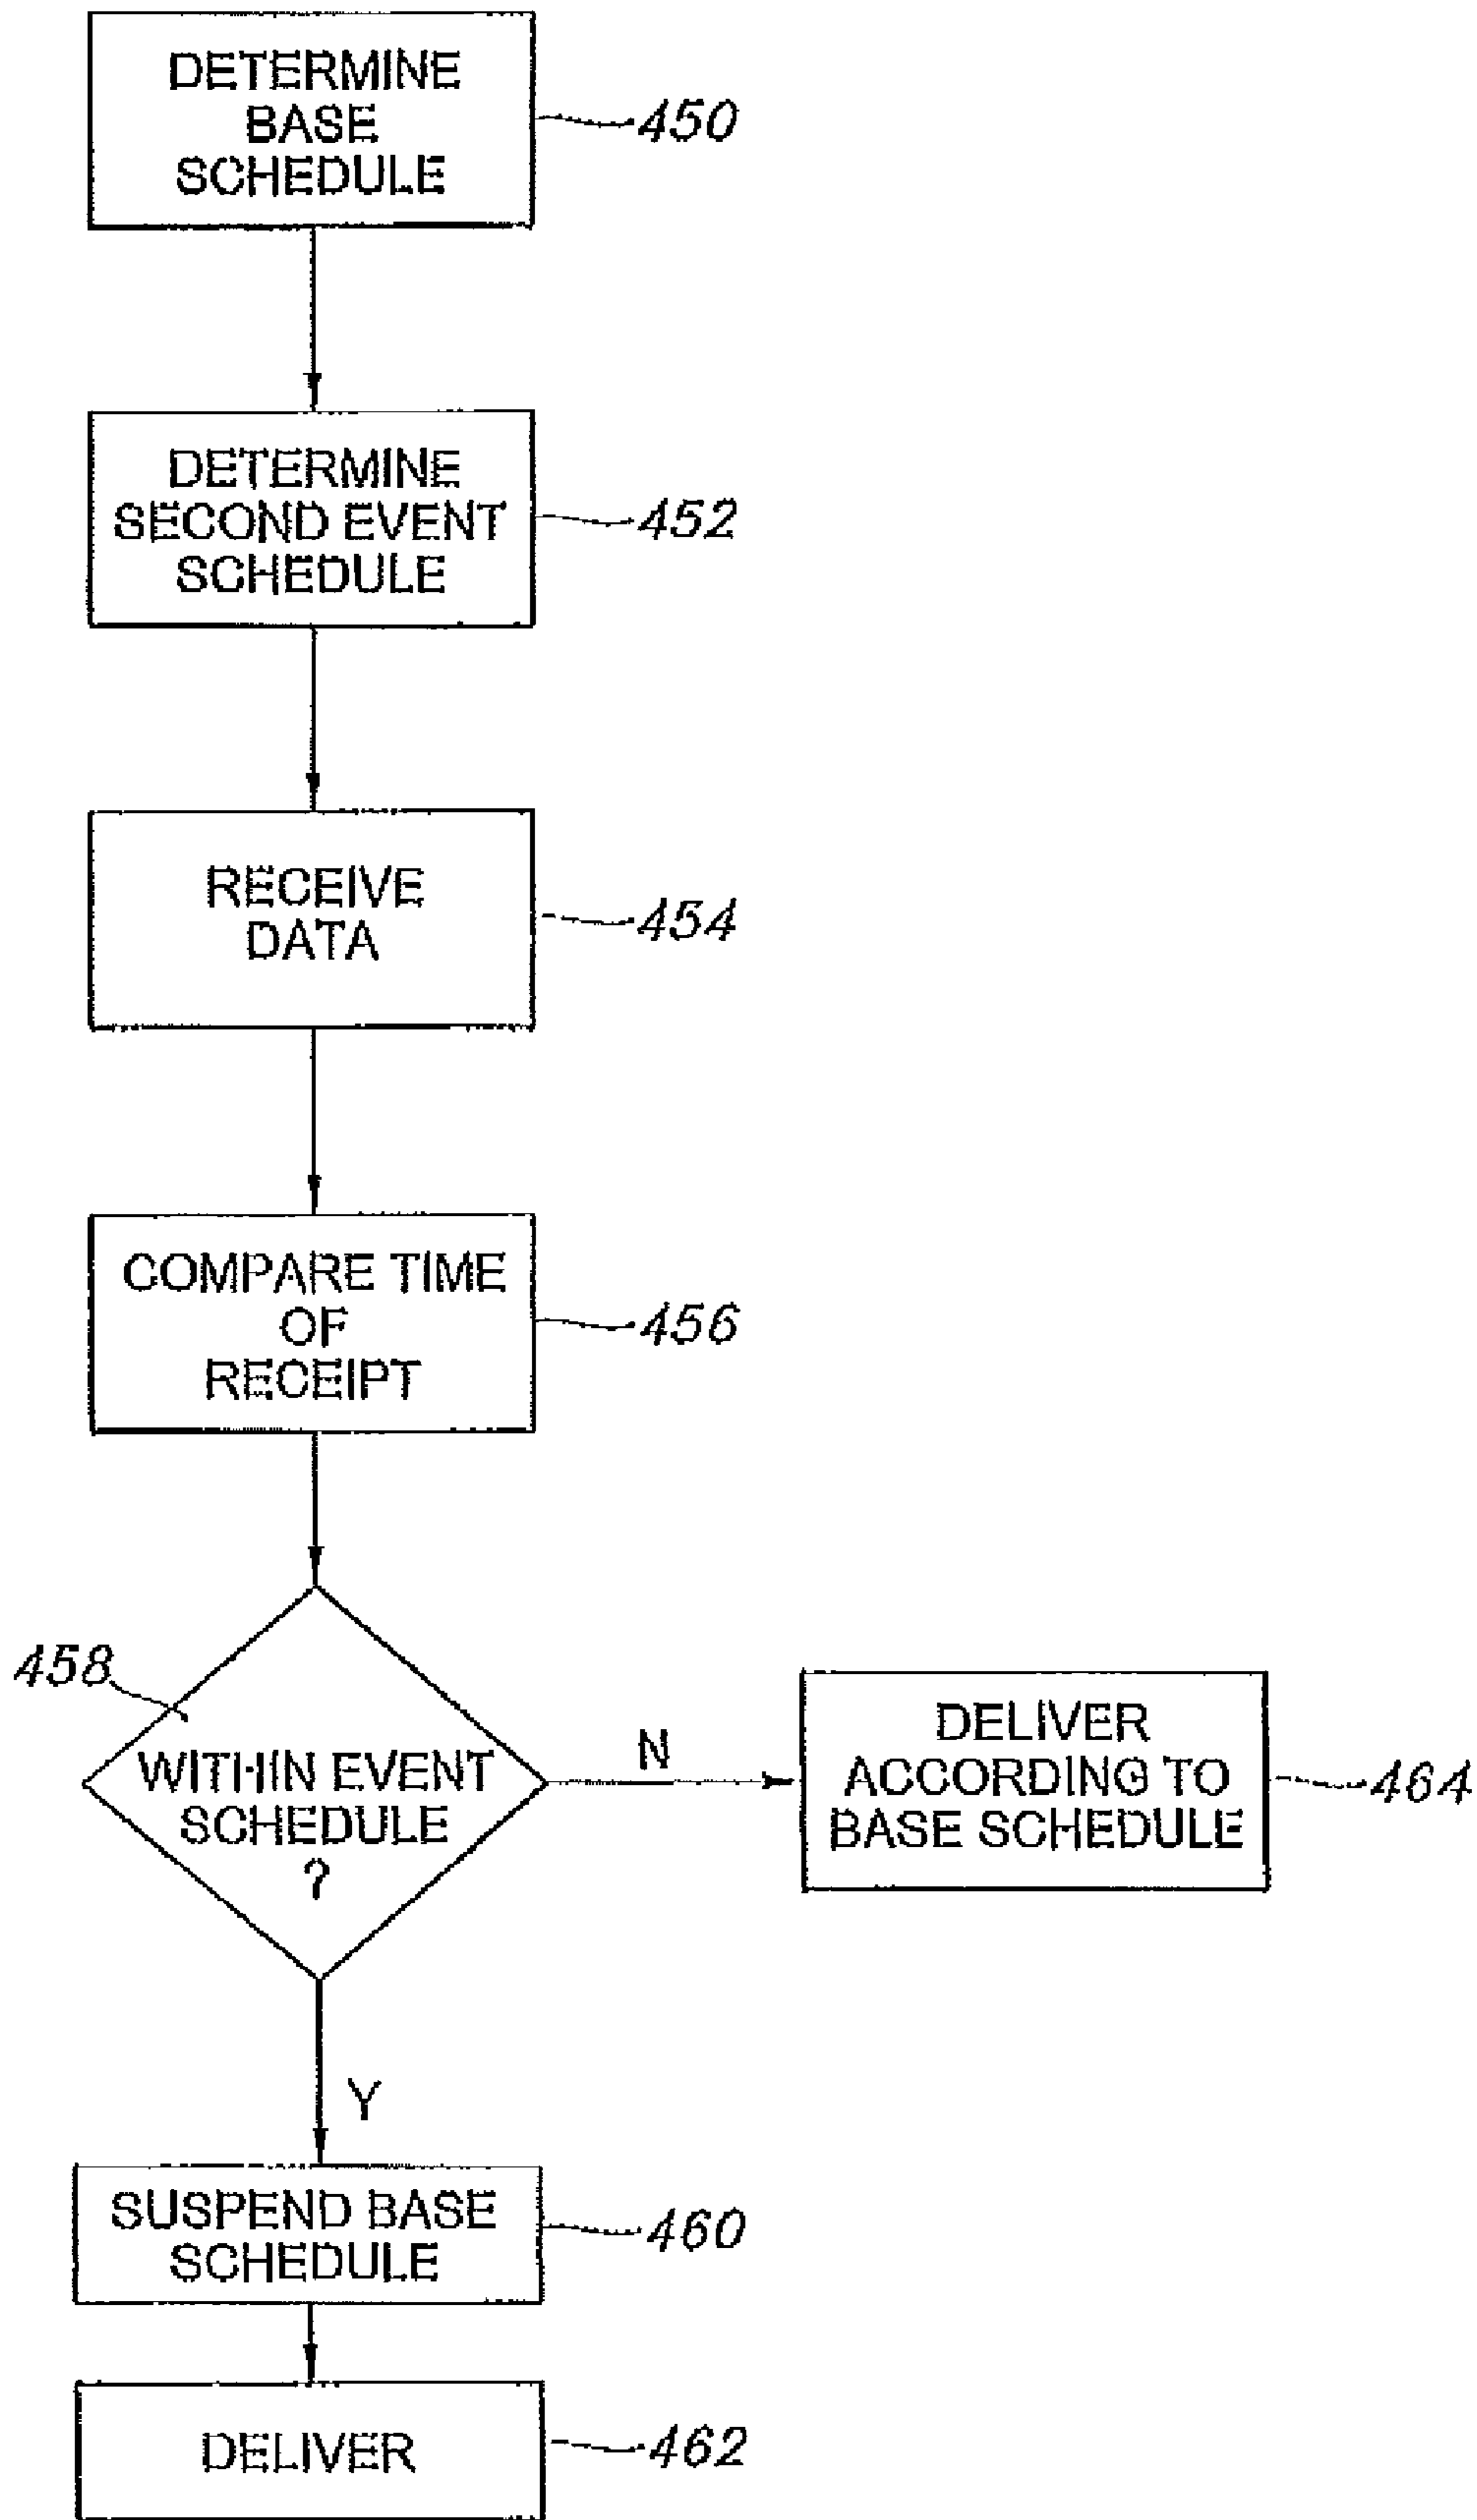 DETERMINE
BASE
SCHEDULE
450
DETERMINE
SECOND EVENT
SCHEDULE
452
RECEIVE
DATA
454
COMPARE TIME
OF
RECEIPT
456
458
WITHIN EVENT
SCHEDULE
?
N
DELIVER
ACCORDING TO
BASE SCHEDULE
464
Y
SUSPEND BASE
SCHEDULE
460
DELIVER
462